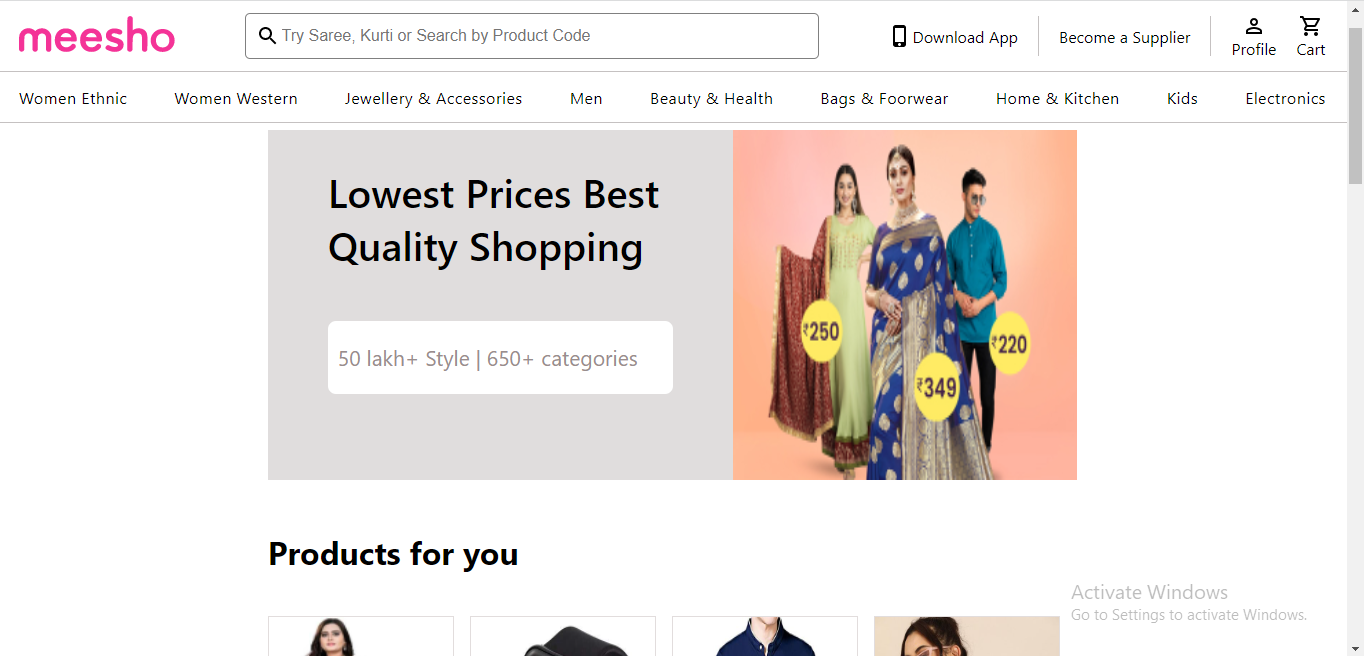 meesho
Try Saree, Kurti or Search by Product Code
Download App
Become a Supplier
Profile
Cart
Women Ethnic
Women Western
Jewellery & Accessories
Men
Beauty & Health
Bags & Foorwear
Home & Kitchen
Kids
Electronics
Lowest Prices Best
Quality Shopping
50 lakh+ Style | 650+ categories
₹250
₹349
₹220
Products for you
Activate Windows
Go to Settings to activate Windows.